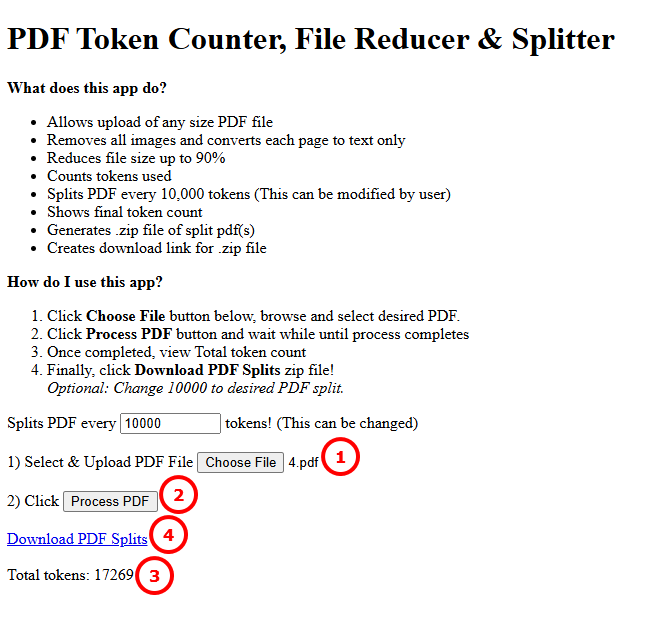 PDF Token Counter, File Reducer & Splitter
What does this app do?
• Allows upload of any size PDF file
• Removes all images and converts each page to text only
• Reduces file size up to 90%
• Counts tokens used
• Splits PDF every 10,000 tokens (This can be modified by user)
• Shows final token count
• Generates .zip file of split pdf(s)
• Creates download link for .zip file
How do I use this app?
1. Click Choose File button below, browse and select desired PDF.
2. Click Process PDF button and wait while until process completes
3. Once completed, view Total token count
4. Finally, click Download PDF Splits zip file!
Optional: Change 10000 to desired PDF split.
Splits PDF every 10000 tokens! (This can be changed)
1) Select & Upload PDF File Choose File 4.pdf 1
2) Click Process PDF 2
Download PDF Splits 4
Total tokens: 17269 3